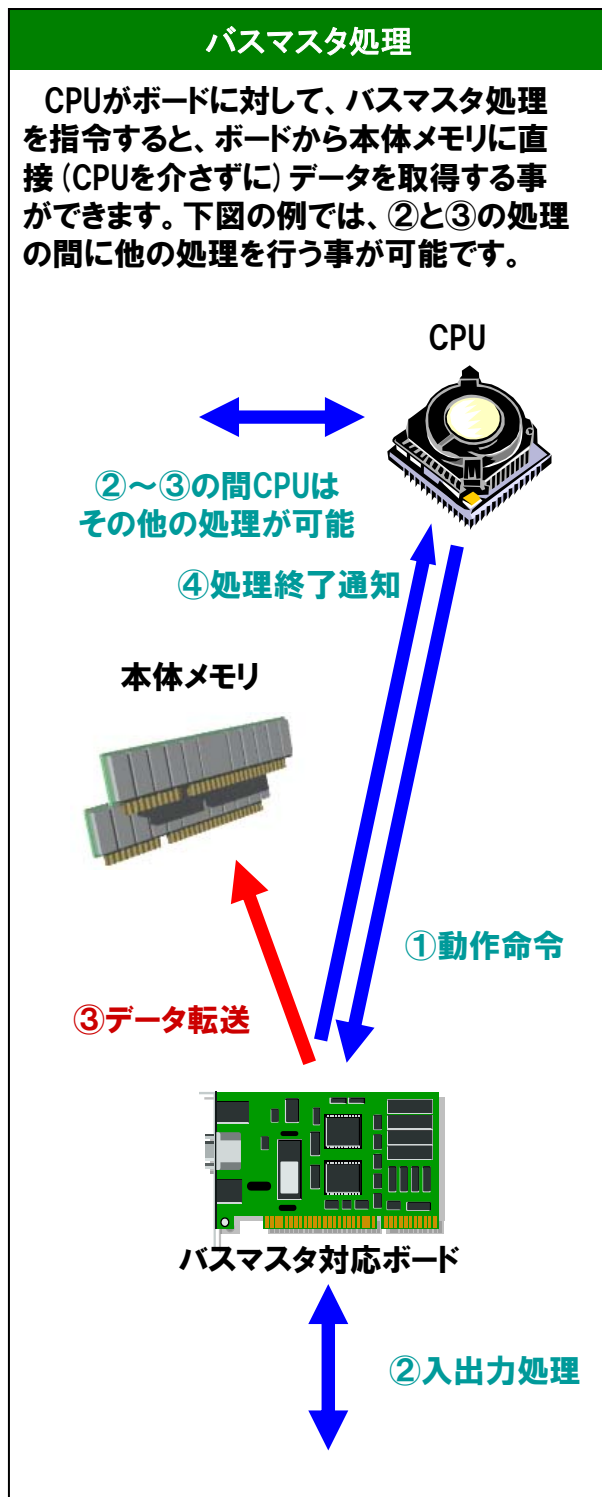 バスマスタ処理
CPUがボードに対して、バスマスタ処理
を指令すると、ボードから本体メモリに直
接(CPUを介さずに)データを取得する事
ができます。下図の例では、②と③の処理
の間に他の処理を行う事が可能です。
CPU
②～③の間CPUは
その他の処理が可能
④処理終了通知
本体メモリ
①動作命令
③データ転送
バスマスタ対応ボード
②入出力処理